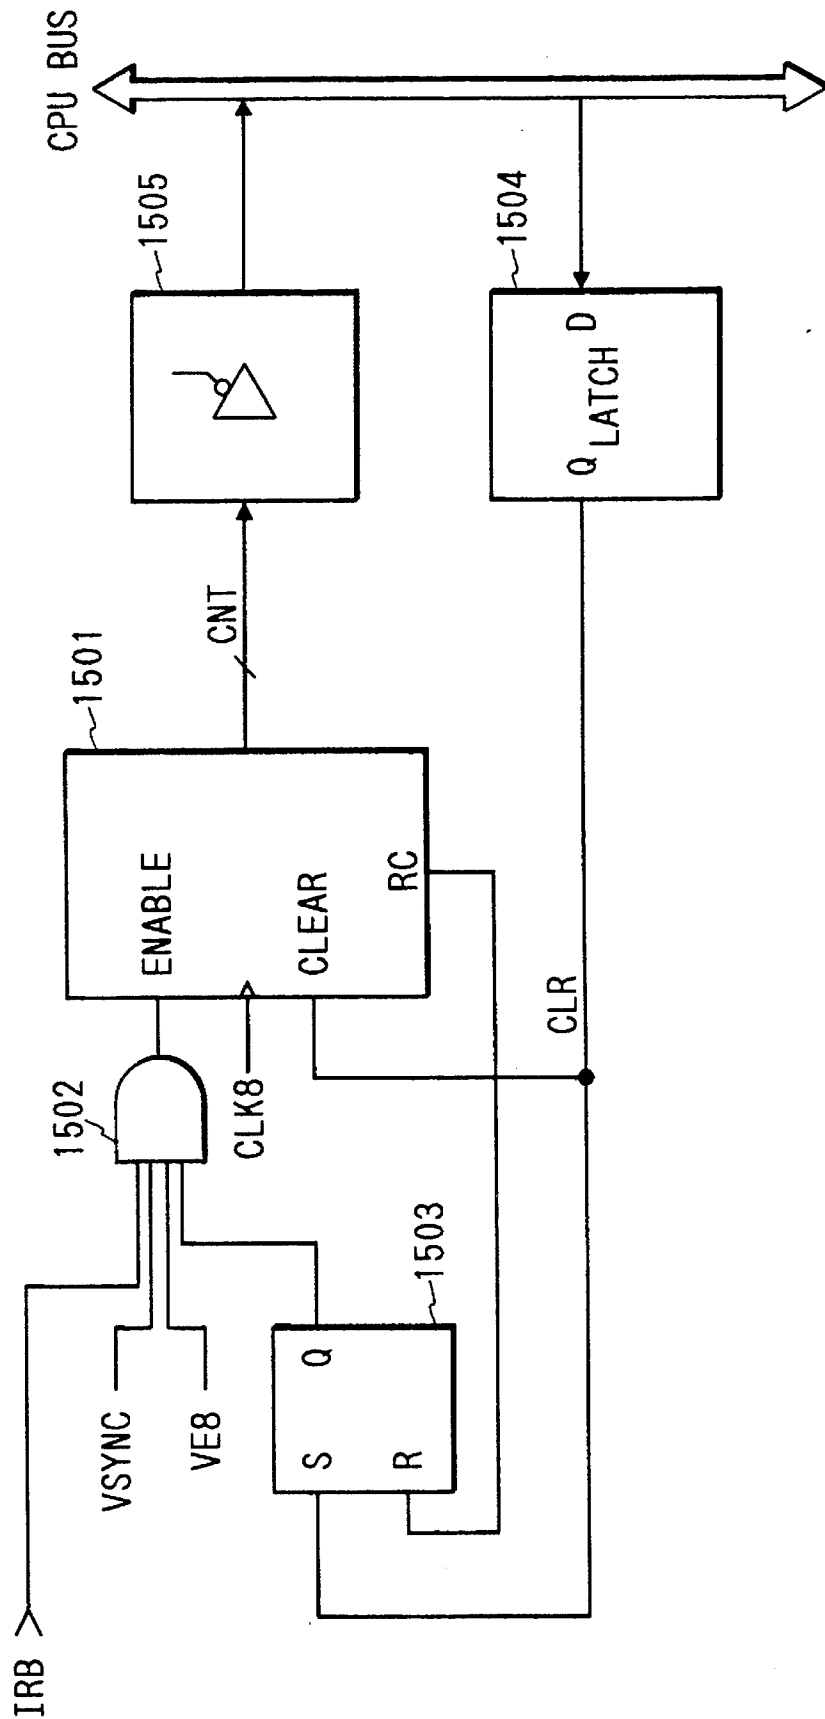 IRB
VSYNC
VE8
1502
CLK8
S
Q
R
1503
ENABLE
CLEAR
RC
1501
CNT
CLR
1505
Q
LATCH
D
1504
CPU BUS